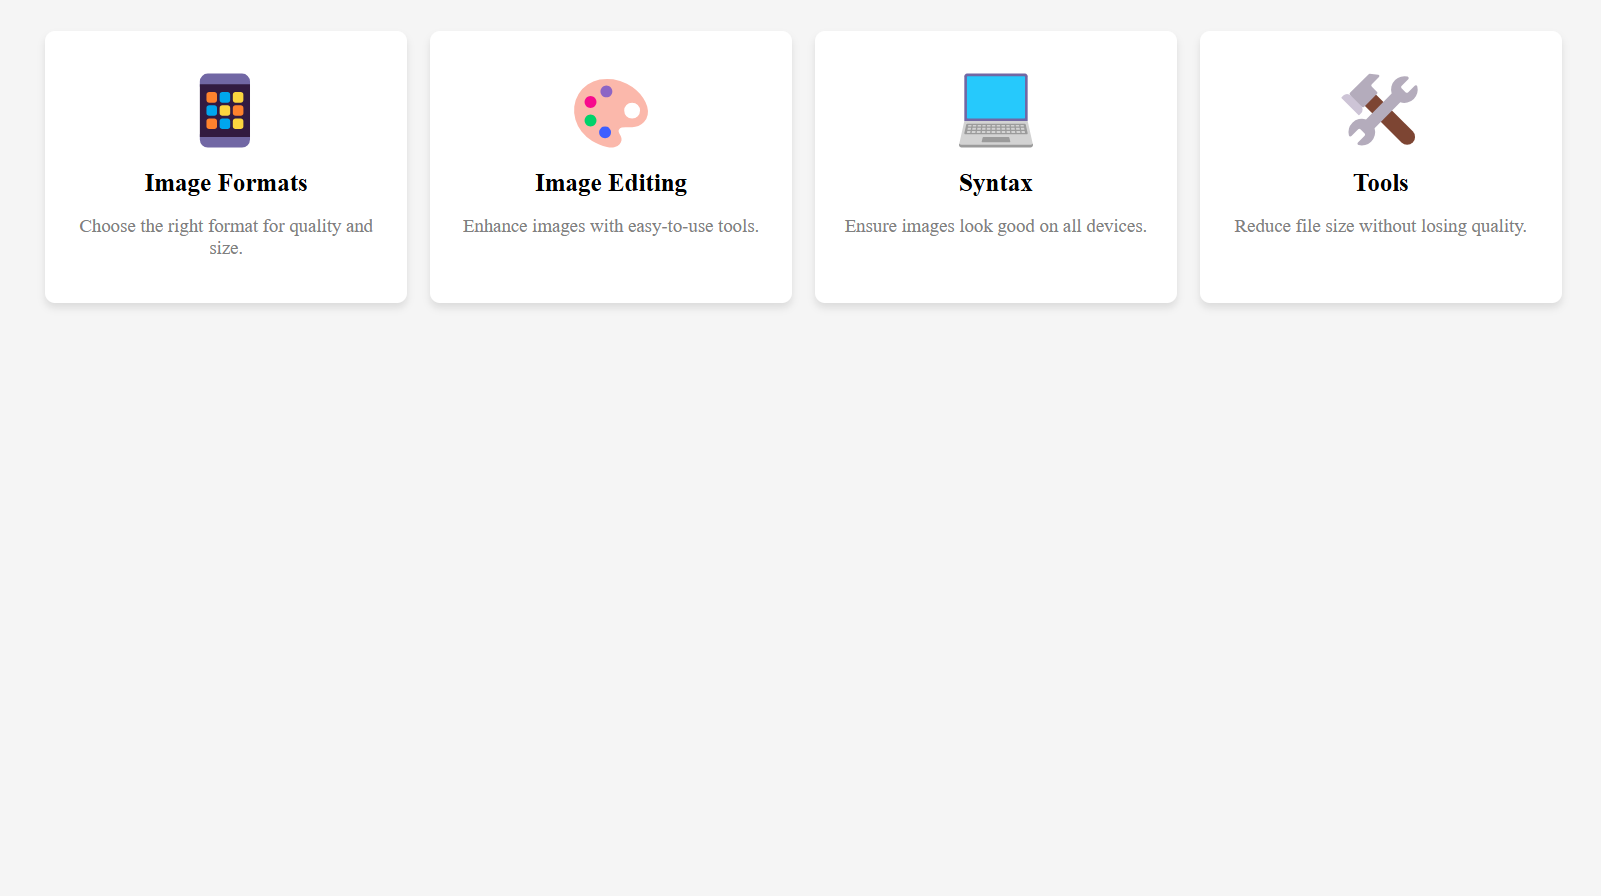 Image Formats
Choose the right format for quality and
size.
Image Editing
Enhance images with easy-to-use tools.
Syntax
Ensure images look good on all devices.
Tools
Reduce file size without losing quality.